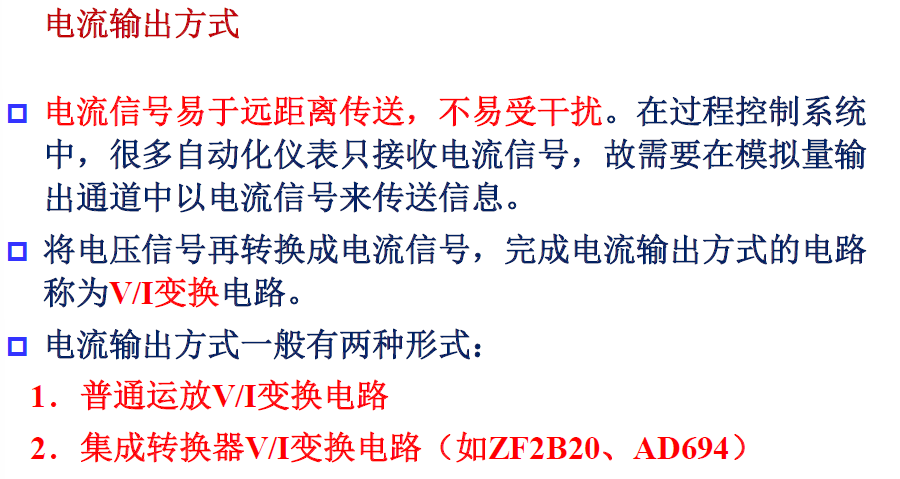 电流输出方式
电流信号易于远距离传送，不易受干扰。在过程控制系统
中，很多自动化仪表只接收电流信号，故需要在模拟量输
出通道中以电流信号来传送信息。
将电压信号再转换成电流信号，完成电流输出方式的电路
称为V/I变换电路。
电流输出方式一般有两种形式：
1．普通运放V/I变换电路
2．集成转换器V/I变换电路（如ZF2B20、AD694）